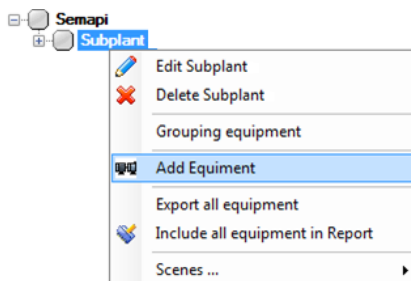 Semapi
Subplant
Edit Subplant
Delete Subplant
Grouping equipment
Add Equiment
Export all equipment
Include all equipment in Report
Scenes ...